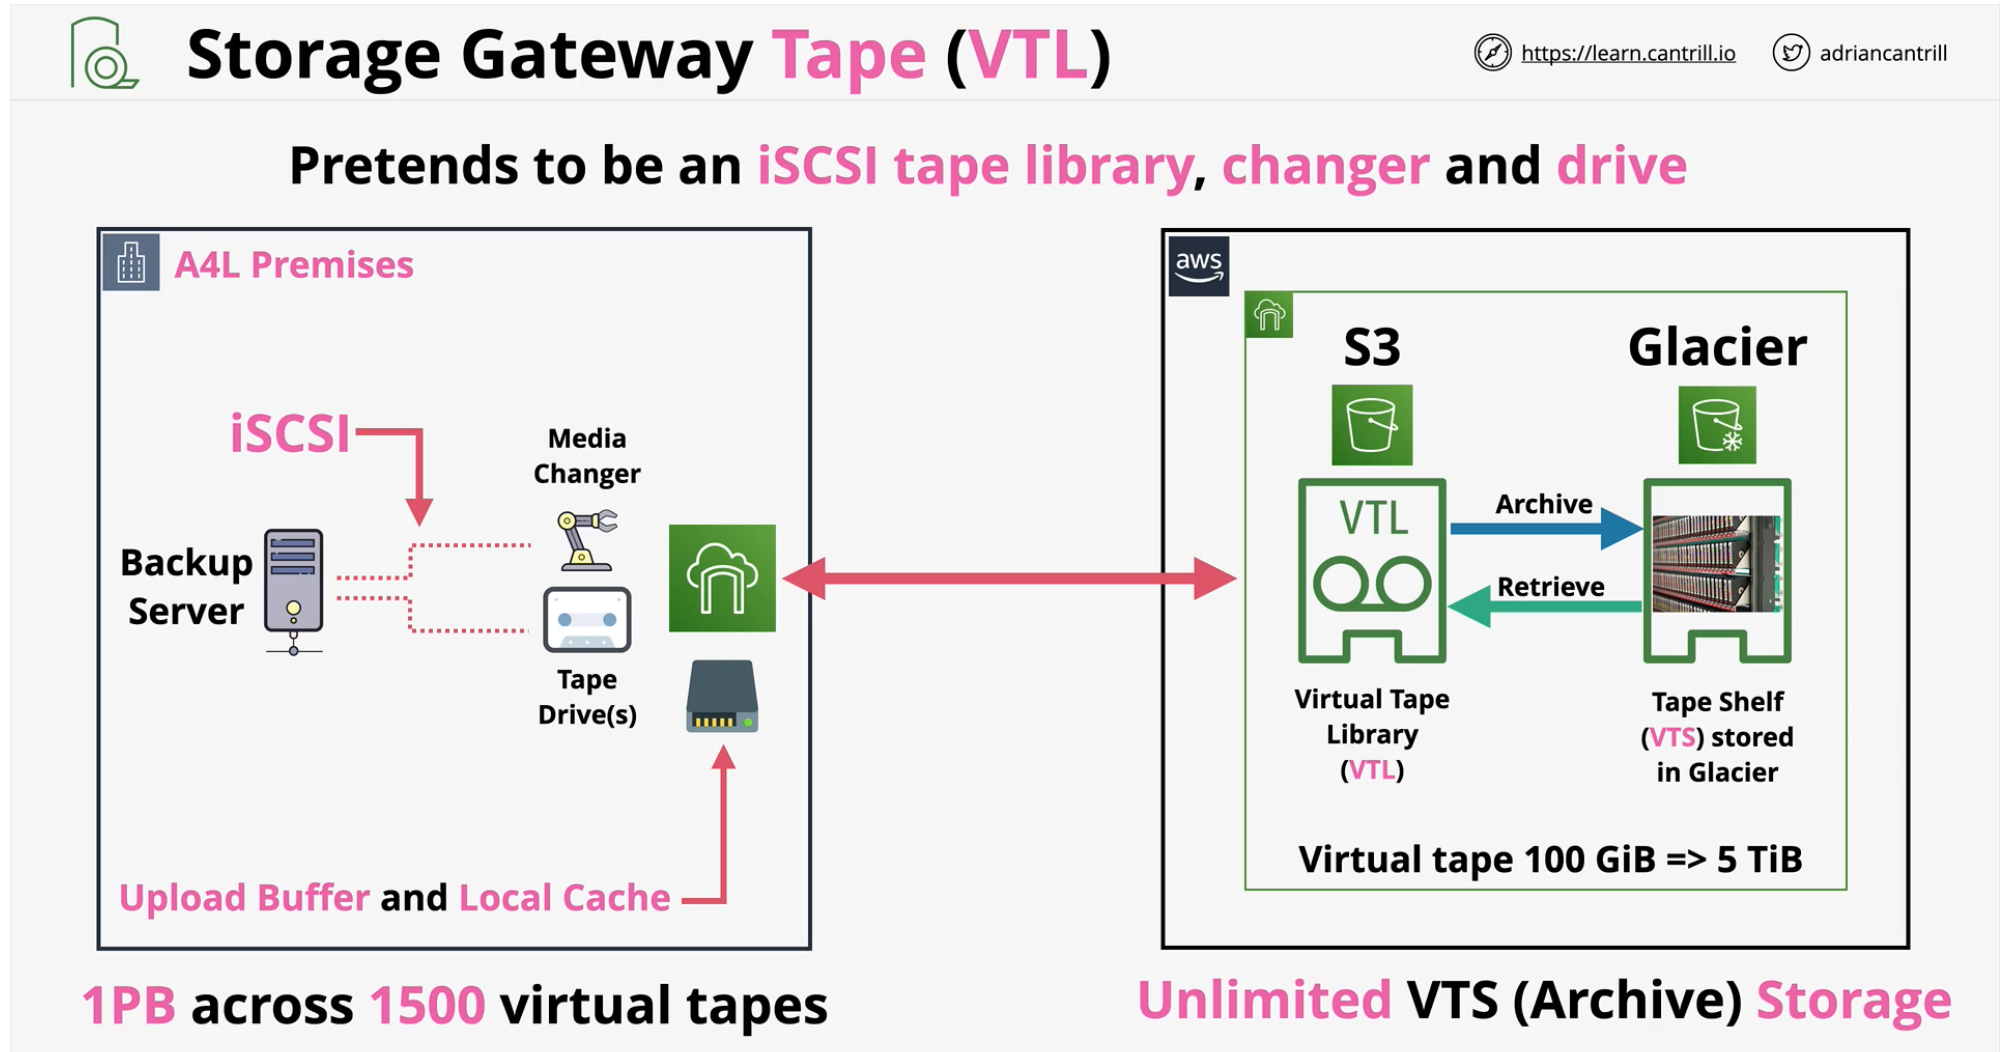 Storage Gateway Tape (VTL)
https://learn.cantrill.io
adriancantrill
Pretends to be an iSCSI tape library, changer and drive
A4L Premises
iSCSI
Media
Changer
Backup
Server
Tape
Drive(s)
Upload Buffer and Local Cache
1PB across 1500 virtual tapes
aws
S3
Glacier
VTL
Archive
Retrieve
Virtual Tape
Library
(VTL)
Tape Shelf
(VTS) stored
in Glacier
Virtual tape 100 GiB => 5 TiB
Unlimited VTS (Archive) Storage